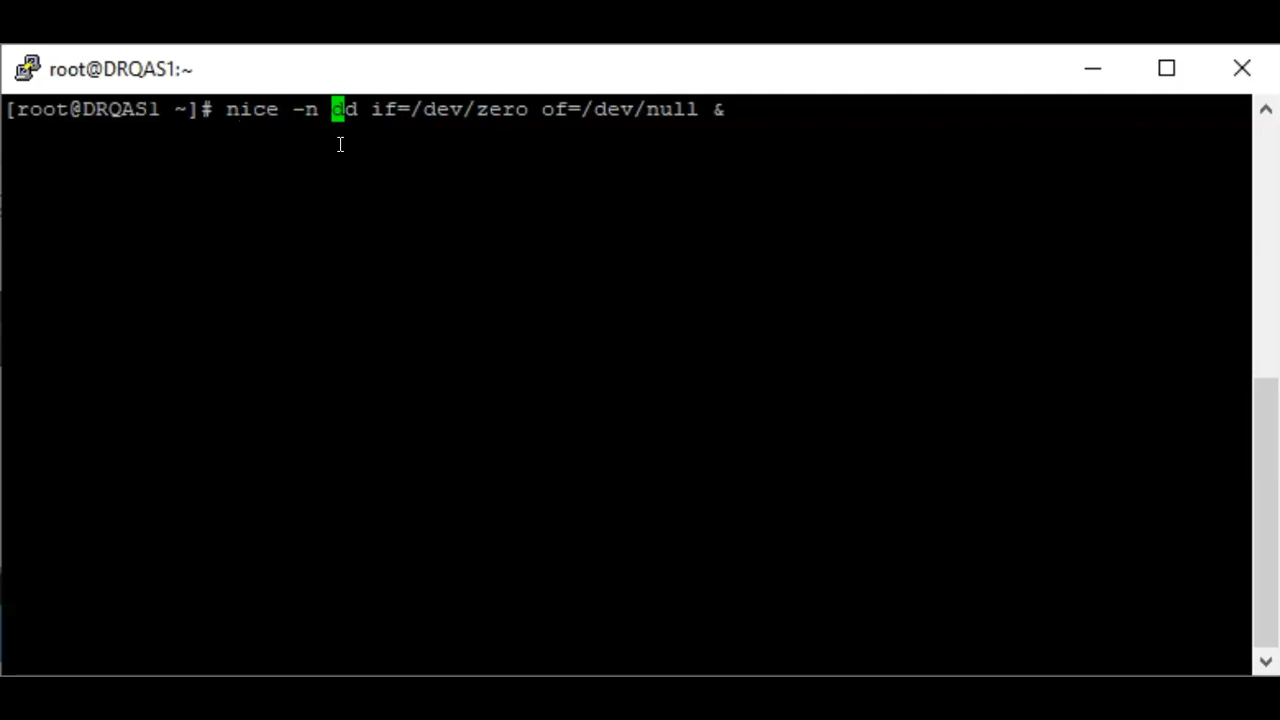 root@DRQAS1:~
[root@DRQAS1 ~]# nice -n dd if=/dev/zero of=/dev/null &